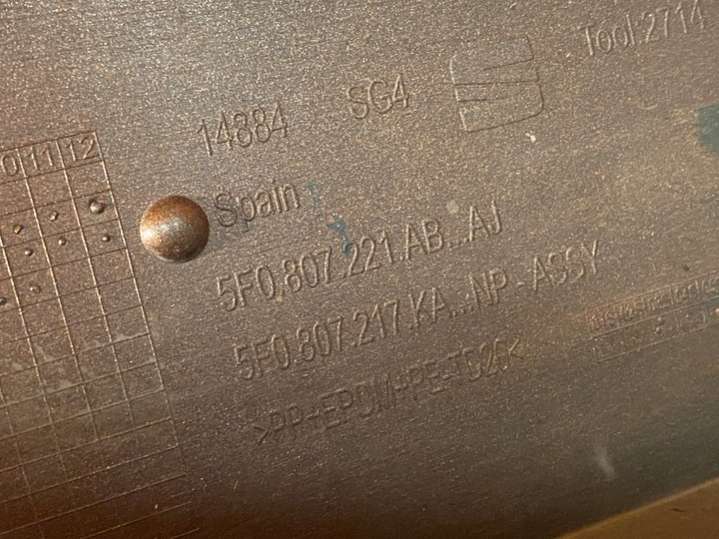 Tool:2714
14884 SG4
0 11 12
Spain
5F0.807.221.AB...AJ
5F0.807.217.KA...NP - ASSY
>PP+EPDM+PE-TD20<